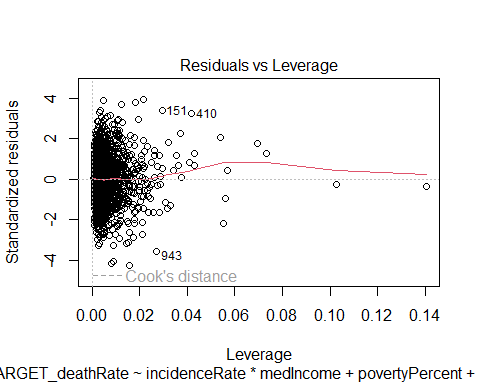 Residuals vs Leverage
Standardized residuals
4
2
0
-2
-4
151
410
943
Cook's distance
0.00 0.02 0.04 0.06 0.08 0.10 0.12 0.14
Leverage
ARGET_deathRate ~ incidenceRate * medIncome + povertyPercent +